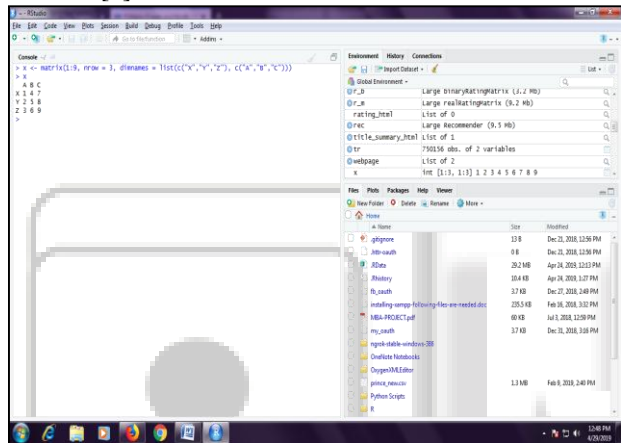 ~ - RStudio
File Edit Code View Plots Session Build Debug Profile Tools Help
Go to file/function Addins
Console ~/
> x <- matrix(1:9, nrow = 3, dimnames = list(c("X","Y","Z"), c("A","B","C")))
> x
A B C
X 1 4 7
Y 2 5 8
Z 3 6 9
>
Environment History Connections
Import Dataset List
Global Environment
r_b Large binaryRatingMatrix (3.2 Mb)
r_m Large realRatingMatrix (9.2 Mb)
rating_html List of 0
rec Large Recommender (9.5 Mb)
title_summary_html List of 1
tr 750156 obs. of 2 variables
webpage List of 2
x int [1:3, 1:3] 1 2 3 4 5 6 7 8 9
Files Plots Packages Help Viewer
New Folder Delete Rename More
Home
Name Size Modified
.gitignore 13 B Dec 21, 2018, 12:56 PM
.httr-oauth 0 B Dec 21, 2018, 12:56 PM
.RData 29.2 MB Apr 24, 2019, 12:13 PM
.Rhistory 10.4 KB Apr 24, 2019, 1:27 PM
fb_oauth 3.7 KB Dec 27, 2018, 2:49 PM
installing-xampp-following-files-are-needed.doc 235.5 KB Feb 16, 2018, 3:32 PM
MBA-PROJECT.pdf 60 KB Jul 3, 2018, 12:59 PM
my_oauth 3.7 KB Dec 31, 2018, 3:16 PM
ngrok-stable-windows-386
OneNote Notebooks
OxygenXMLEditor
prince_new.csv 1.3 MB Feb 9, 2019, 2:40 PM
Python Scripts
R
12:48 PM
4/29/2019